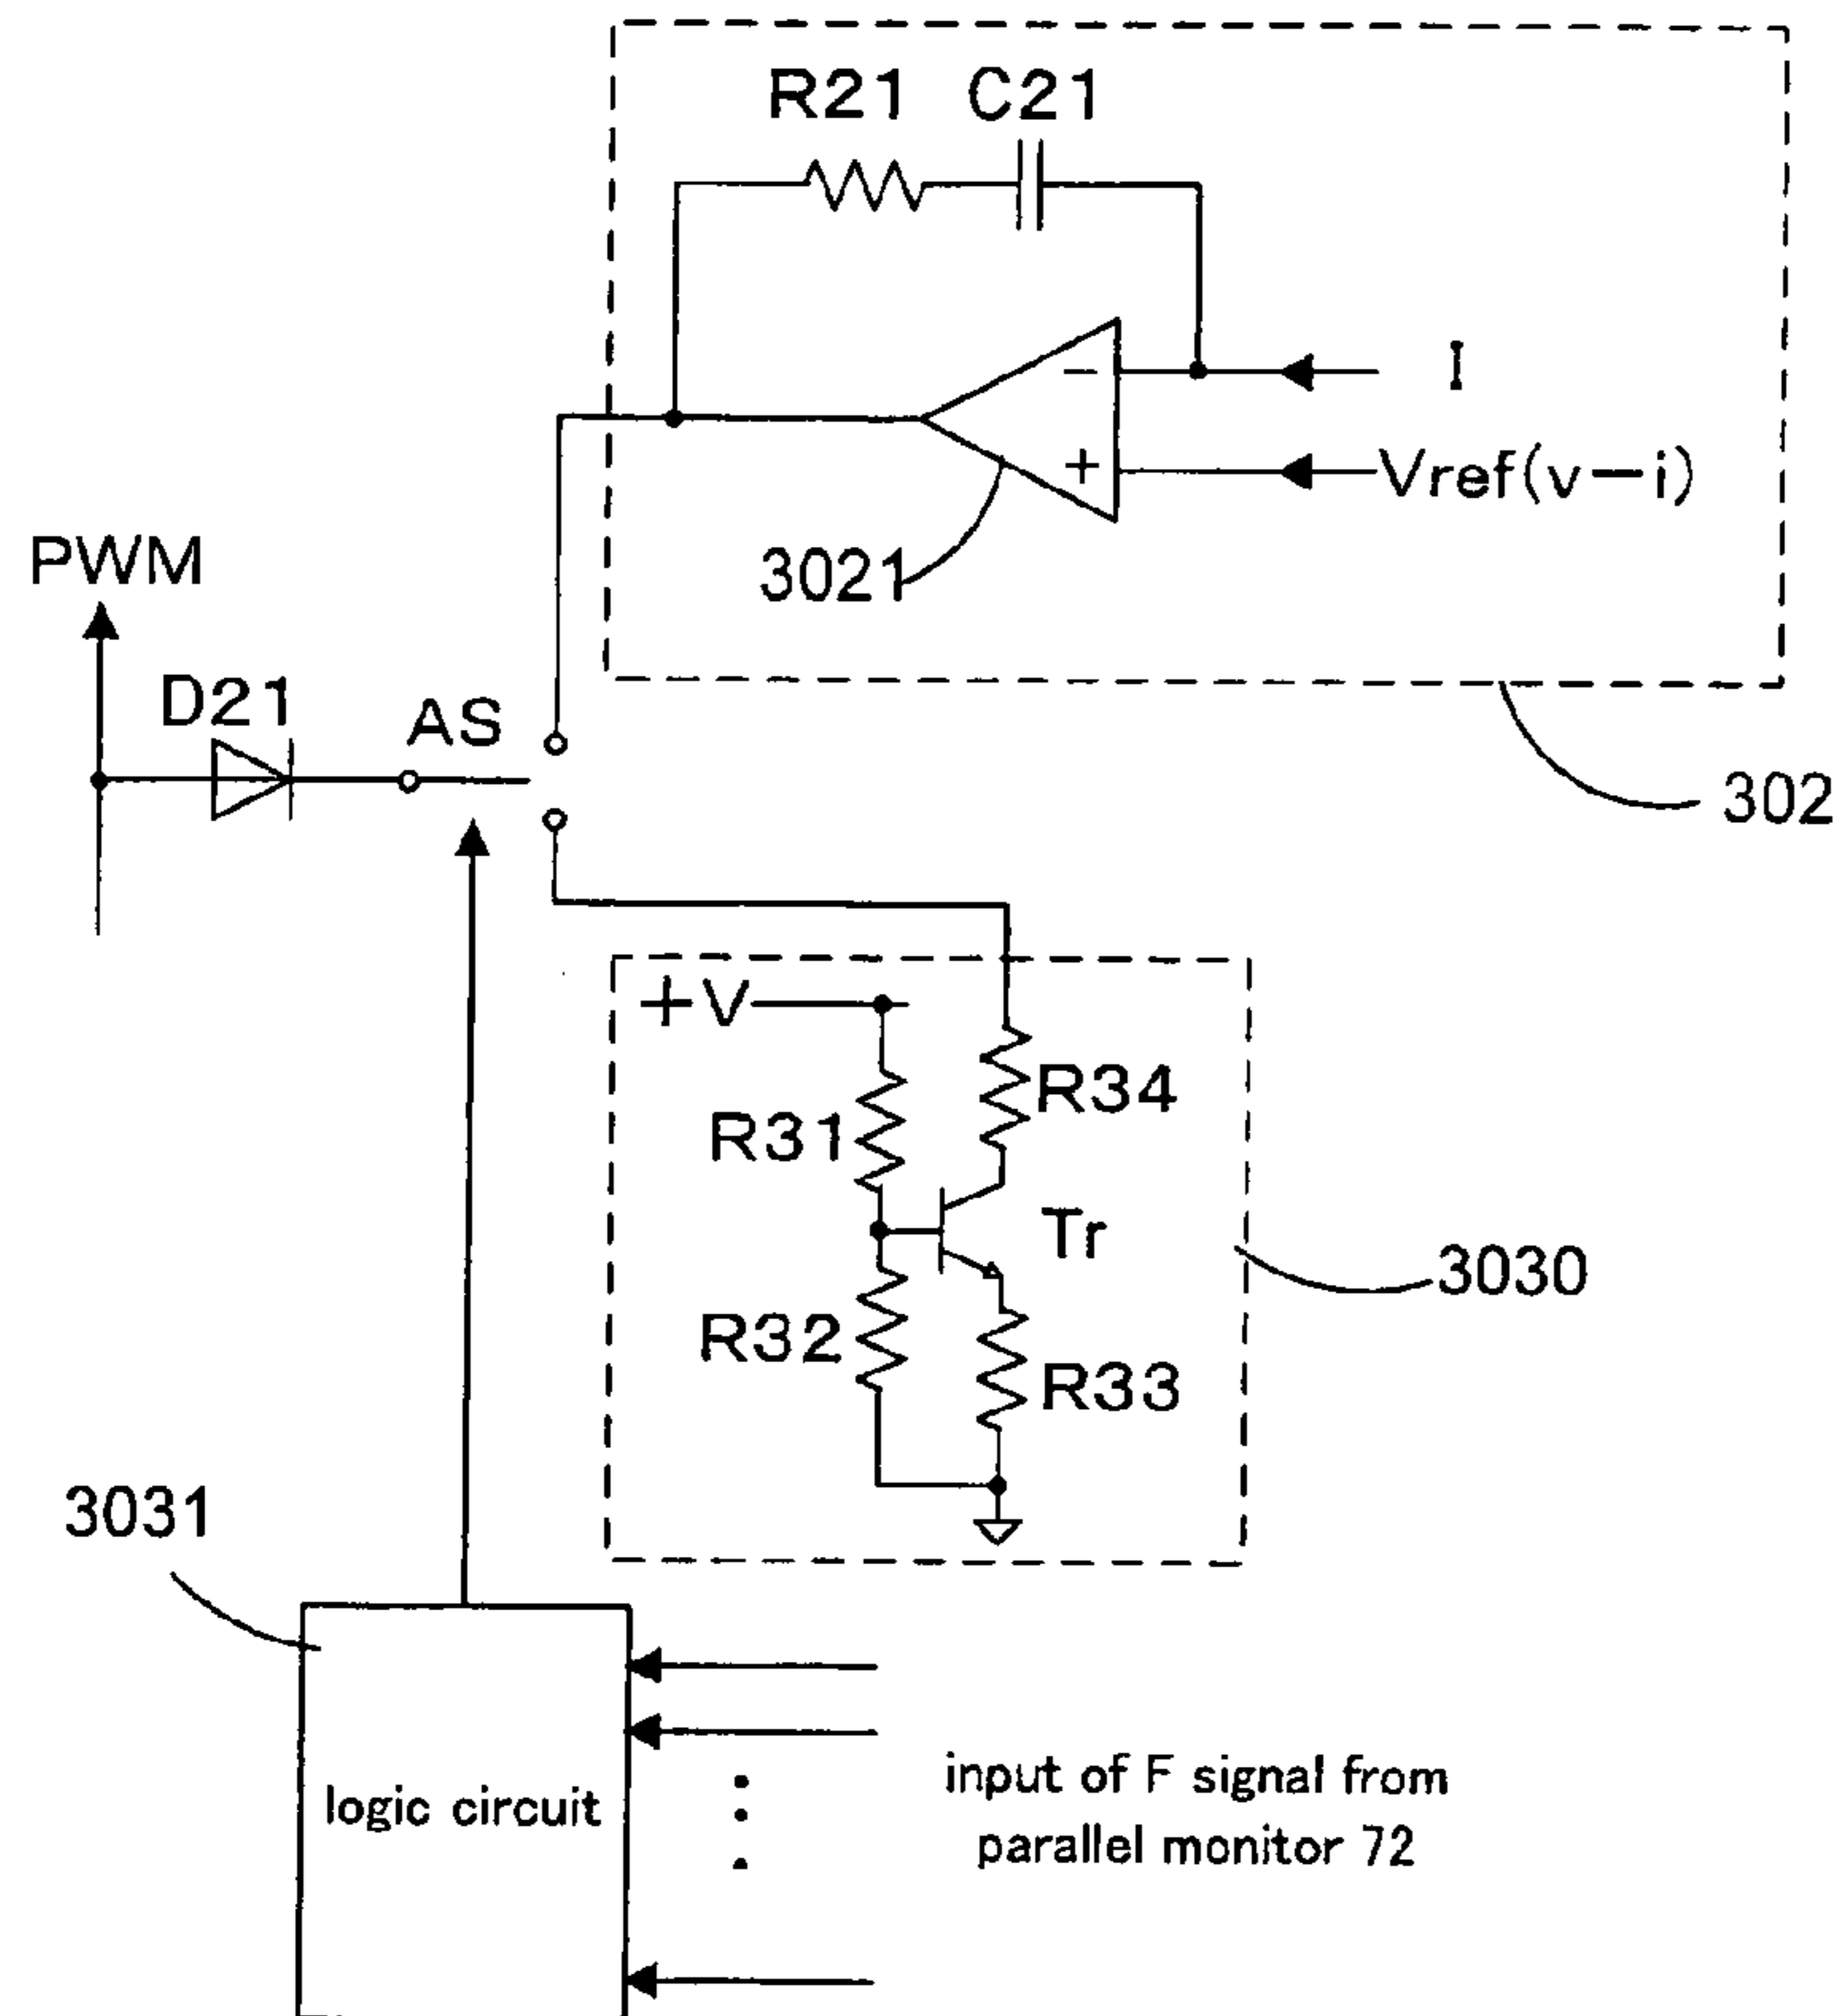 R21 C21
I
Vref(v－i)
3021
PWM
D21
AS
302
+V
R34
R31
Tr
3030
R32
R33
3031
logic circuit
input of F signal from
parallel monitor 72